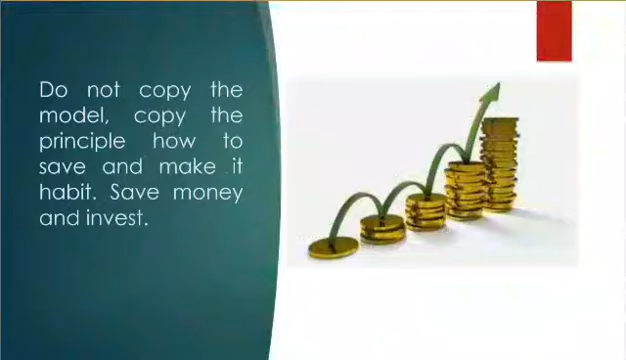 Do not copy the
model, copy the
principle how to
save and make it
habit. Save money
and invest.